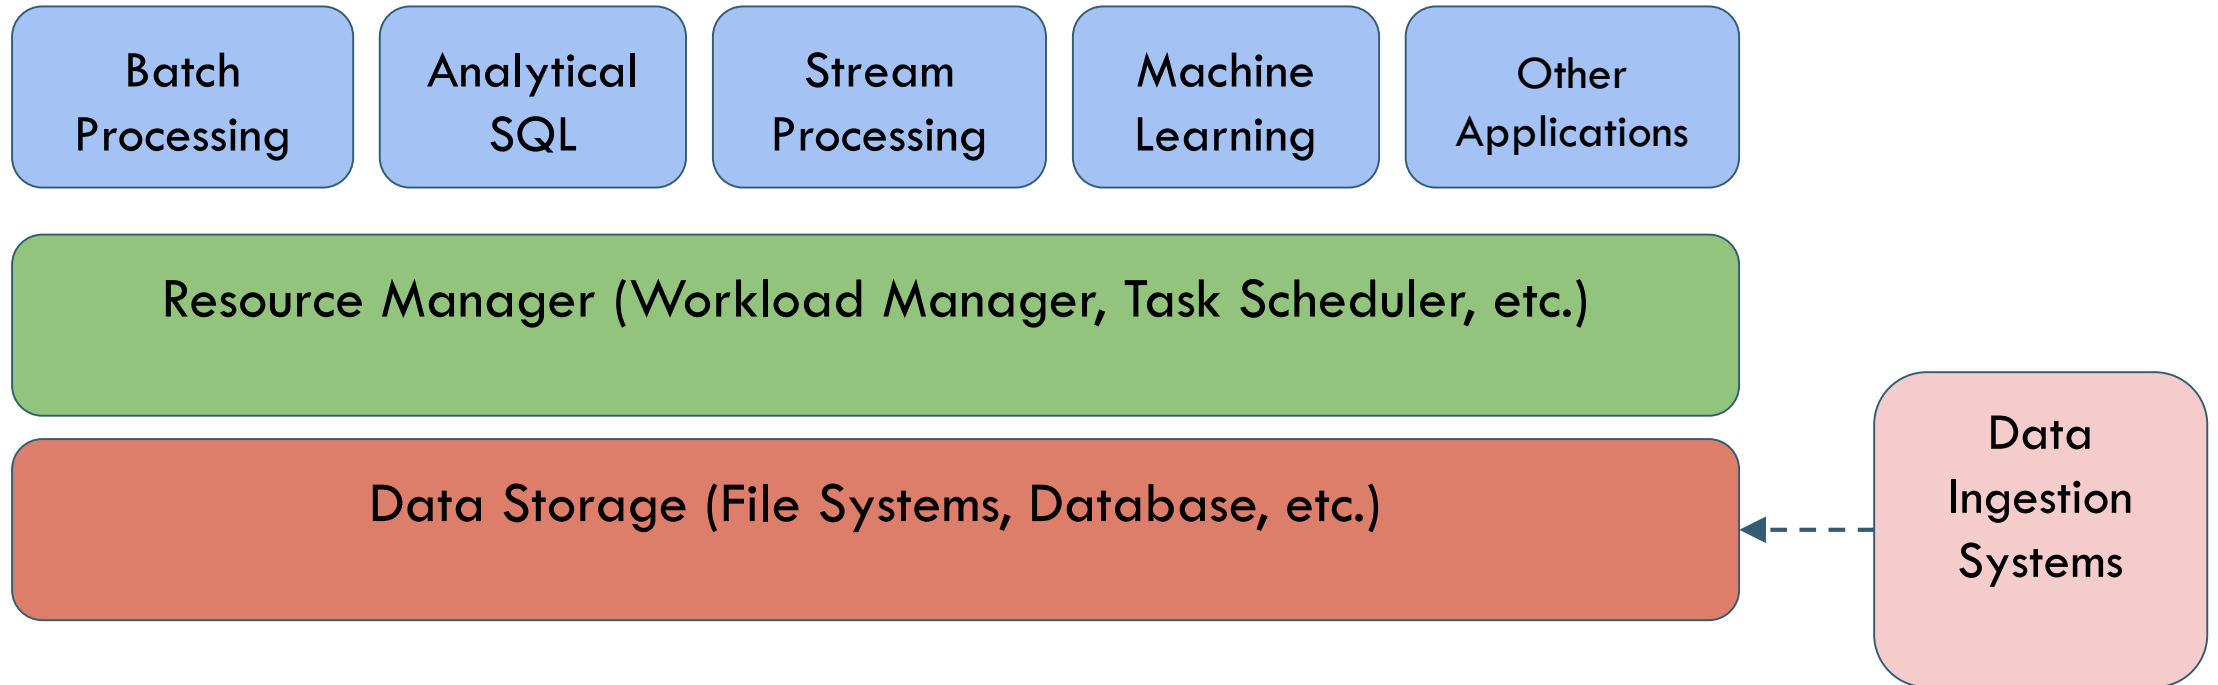 Batch
Processing
Analytical
SQL
Stream
Processing
Machine
Learning
Other
Applications
Resource Manager (Workload Manager, Task Scheduler, etc.)
Data Storage (File Systems, Database, etc.)
Data
Ingestion
Systems